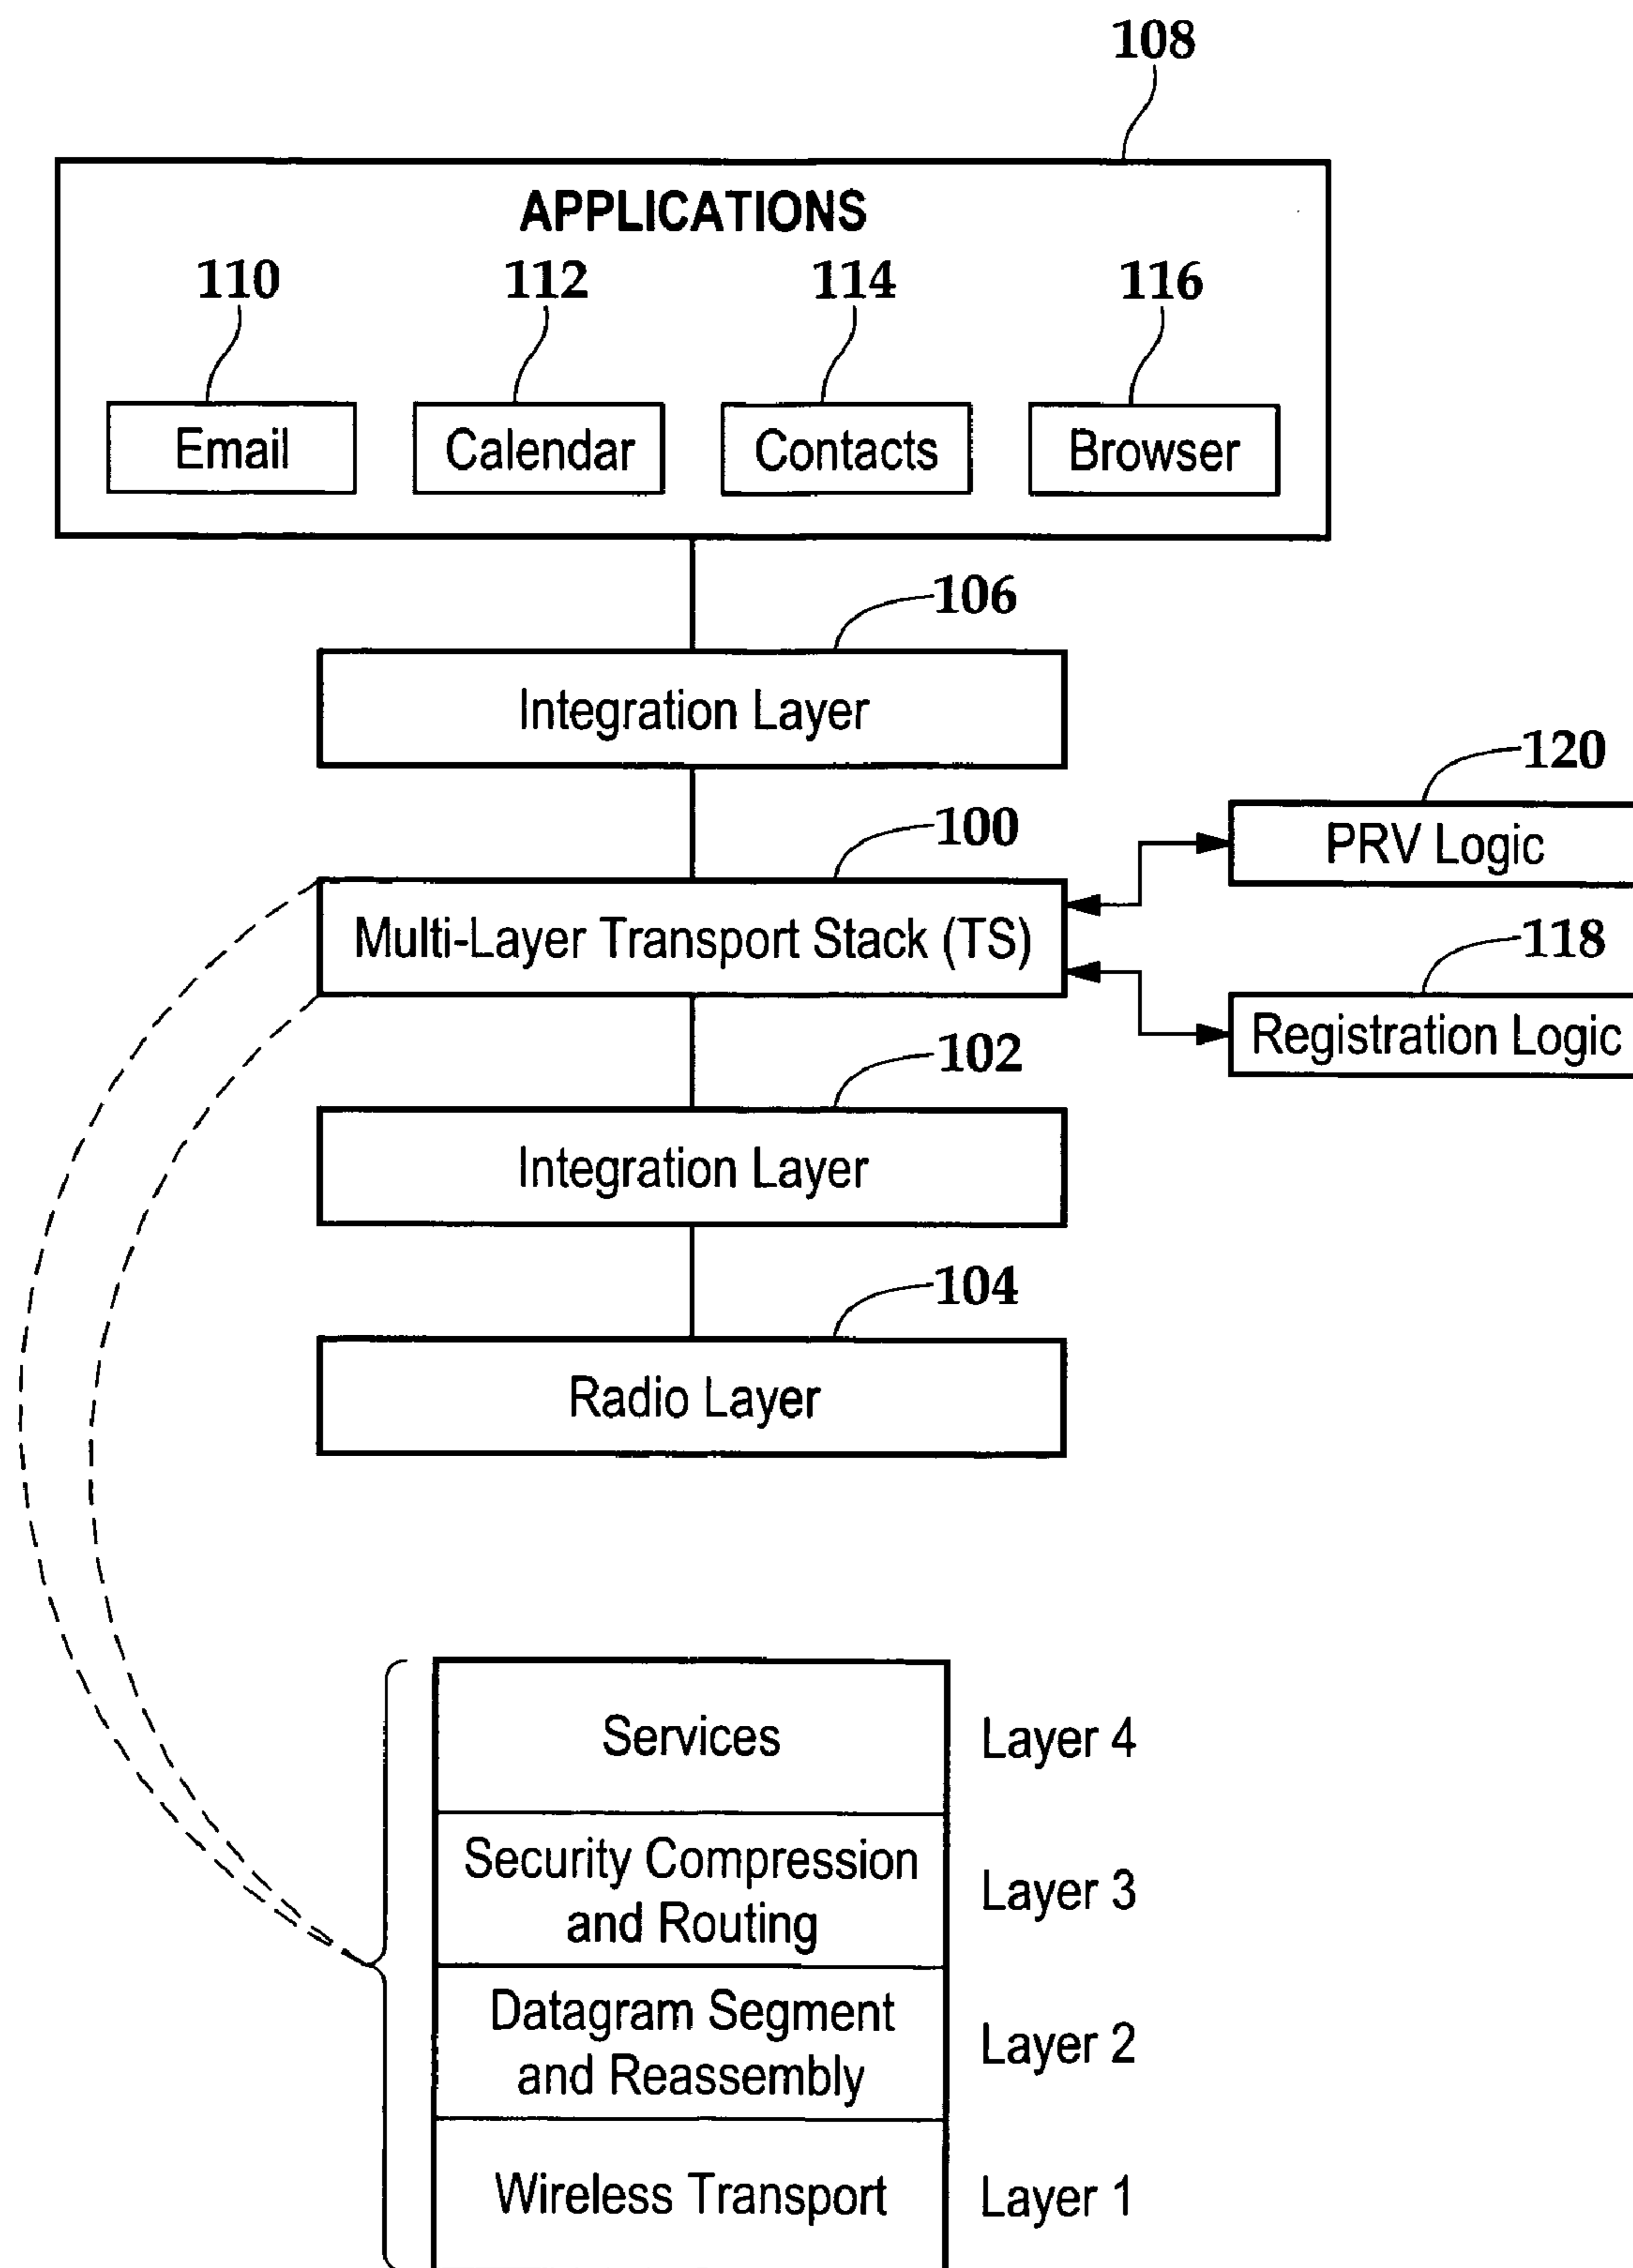 108
APPLICATIONS
110 112 114 116
Email Calendar Contacts Browser
106
Integration Layer
120
PRV Logic
100
Multi-Layer Transport Stack (TS)
118
Registration Logic
102
Integration Layer
104
Radio Layer
Services Layer 4
Security Compression
and Routing
Layer 3
Datagram Segment
and Reassembly
Layer 2
Wireless Transport Layer 1